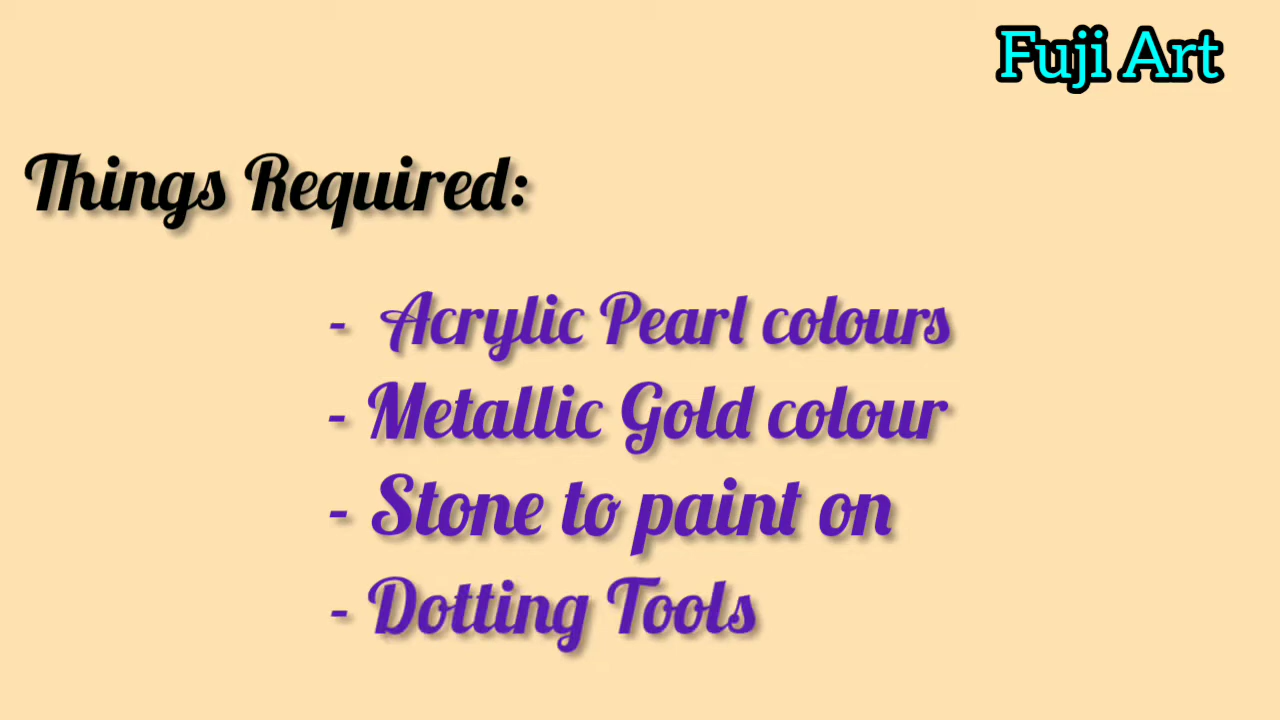 Fuji Art
Things Required:
- Acrylic Pearl colours
- Metallic Gold colour
- Stone to paint on
- Dotting Tools